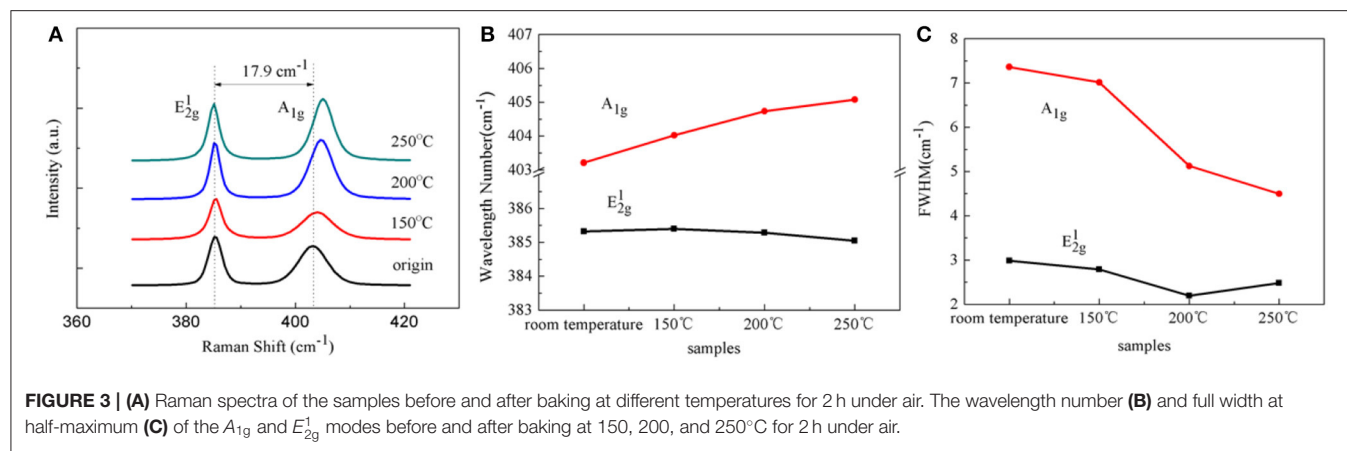 A
17.9 cm⁻¹
E¹₂g
A₁g
250°C
200°C
150°C
origin
Intensity (a.u.)
360
380
400
420
Raman Shift (cm⁻¹)
B
407
406
405
404
403
386
385
384
383
A₁g
E¹₂g
Wavelength Number(cm⁻¹)
room temperature 150℃ 200℃ 250℃
samples
C
8
7
6
5
4
3
2
A₁g
E¹₂g
FWHM(cm⁻¹)
room temperature 150℃ 200℃ 250℃
samples
FIGURE 3 | (A) Raman spectra of the samples before and after baking at different temperatures for 2 h under air. The wavelength number (B) and full width at
half-maximum (C) of the A₁g and E¹₂g modes before and after baking at 150, 200, and 250°C for 2 h under air.